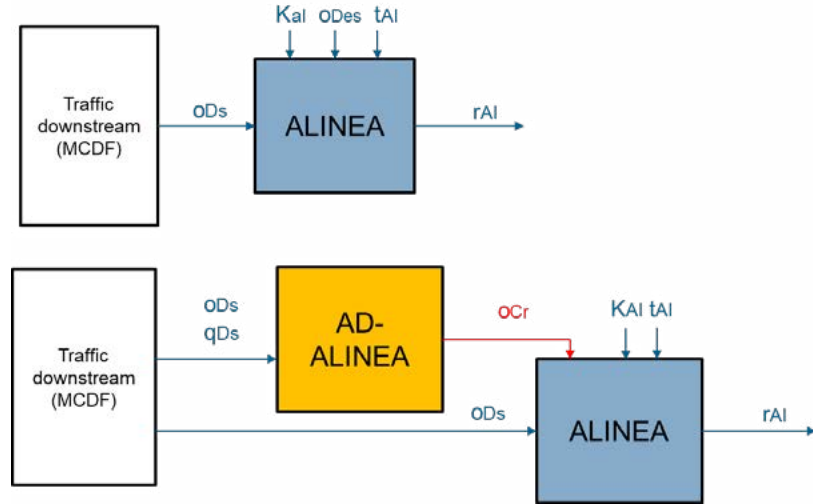 Kal oDes tAl
Traffic
downstream
(MCDF)
oDs
ALINEA
rAl
oDs
qDs
AD-
ALINEA
oCr
KAl tAl
Traffic
downstream
(MCDF)
oDs
ALINEA
rAl